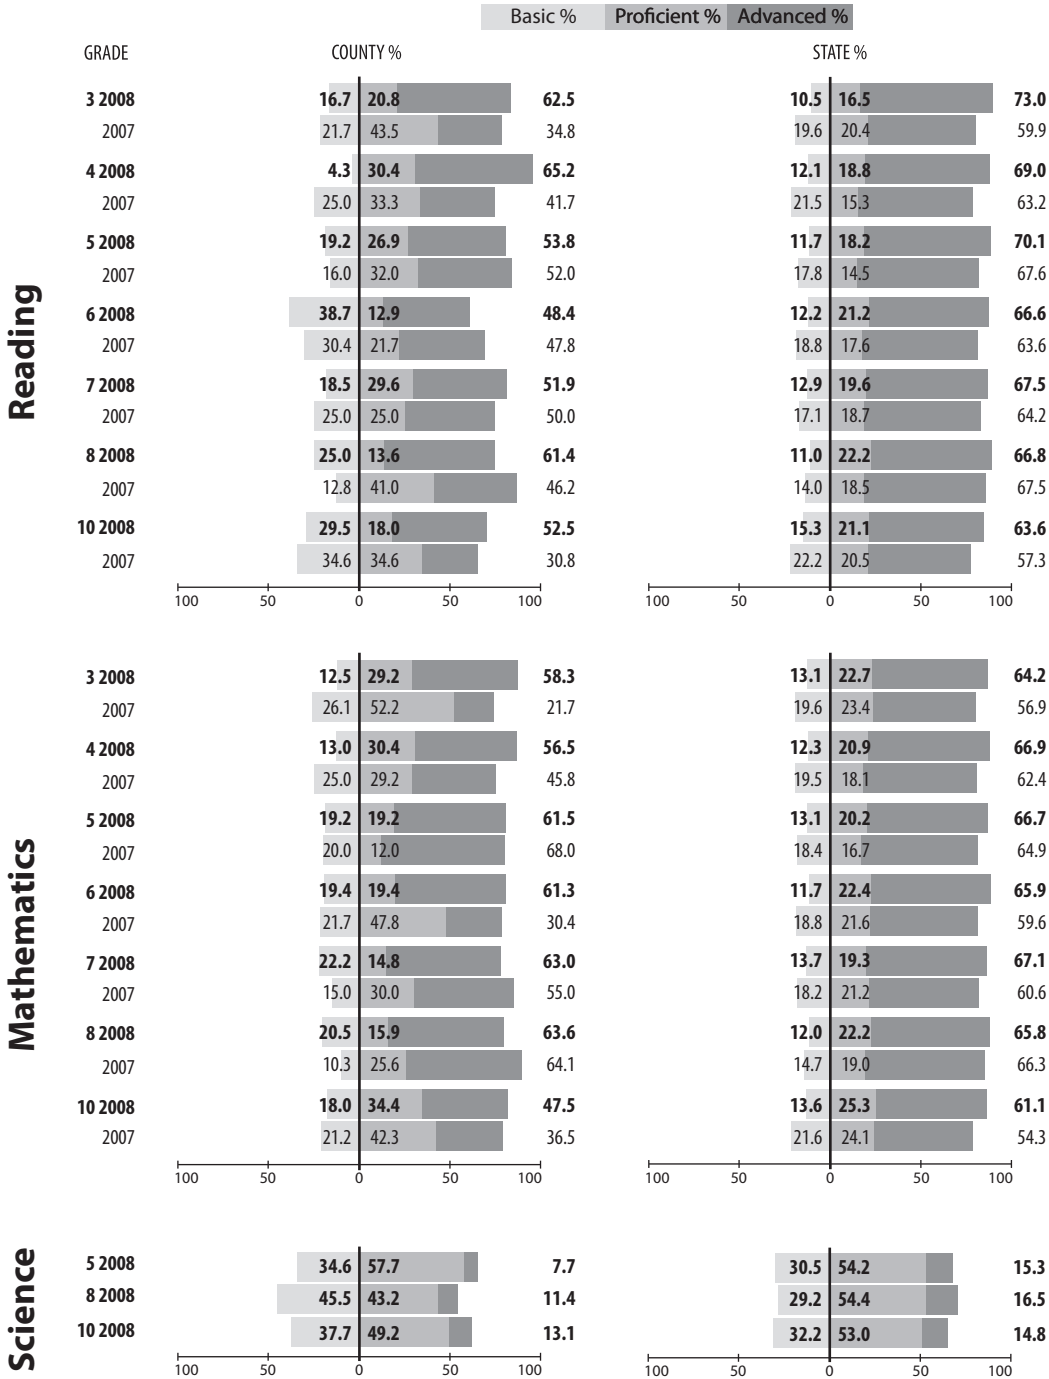 Basic % Proficient % Advanced %
GRADE COUNTY % STATE %
Reading
3 2008 16.7 20.8 62.5 10.5 16.5 73.0
2007 21.7 43.5 34.8 19.6 20.4 59.9
4 2008 4.3 30.4 65.2 12.1 18.8 69.0
2007 25.0 33.3 41.7 21.5 15.3 63.2
5 2008 19.2 26.9 53.8 11.7 18.2 70.1
2007 16.0 32.0 52.0 17.8 14.5 67.6
6 2008 38.7 12.9 48.4 12.2 21.2 66.6
2007 30.4 21.7 47.8 18.8 17.6 63.6
7 2008 18.5 29.6 51.9 12.9 19.6 67.5
2007 25.0 25.0 50.0 17.1 18.7 64.2
8 2008 25.0 13.6 61.4 11.0 22.2 66.8
2007 12.8 41.0 46.2 14.0 18.5 67.5
10 2008 29.5 18.0 52.5 15.3 21.1 63.6
2007 34.6 34.6 30.8 22.2 20.5 57.3
100 50 0 50 100 100 50 0 50 100
Mathematics
3 2008 12.5 29.2 58.3 13.1 22.7 64.2
2007 26.1 52.2 21.7 19.6 23.4 56.9
4 2008 13.0 30.4 56.5 12.3 20.9 66.9
2007 25.0 29.2 45.8 19.5 18.1 62.4
5 2008 19.2 19.2 61.5 13.1 20.2 66.7
2007 20.0 12.0 68.0 18.4 16.7 64.9
6 2008 19.4 19.4 61.3 11.7 22.4 65.9
2007 21.7 47.8 30.4 18.8 21.6 59.6
7 2008 22.2 14.8 63.0 13.7 19.3 67.1
2007 15.0 30.0 55.0 18.2 21.2 60.6
8 2008 20.5 15.9 63.6 12.0 22.2 65.8
2007 10.3 25.6 64.1 14.7 19.0 66.3
10 2008 18.0 34.4 47.5 13.6 25.3 61.1
2007 21.2 42.3 36.5 21.6 24.1 54.3
100 50 0 50 100 100 50 0 50 100
Science
5 2008 34.6 57.7 7.7 30.5 54.2 15.3
8 2008 45.5 43.2 11.4 29.2 54.4 16.5
10 2008 37.7 49.2 13.1 32.2 53.0 14.8
100 50 0 50 100 100 50 0 50 100